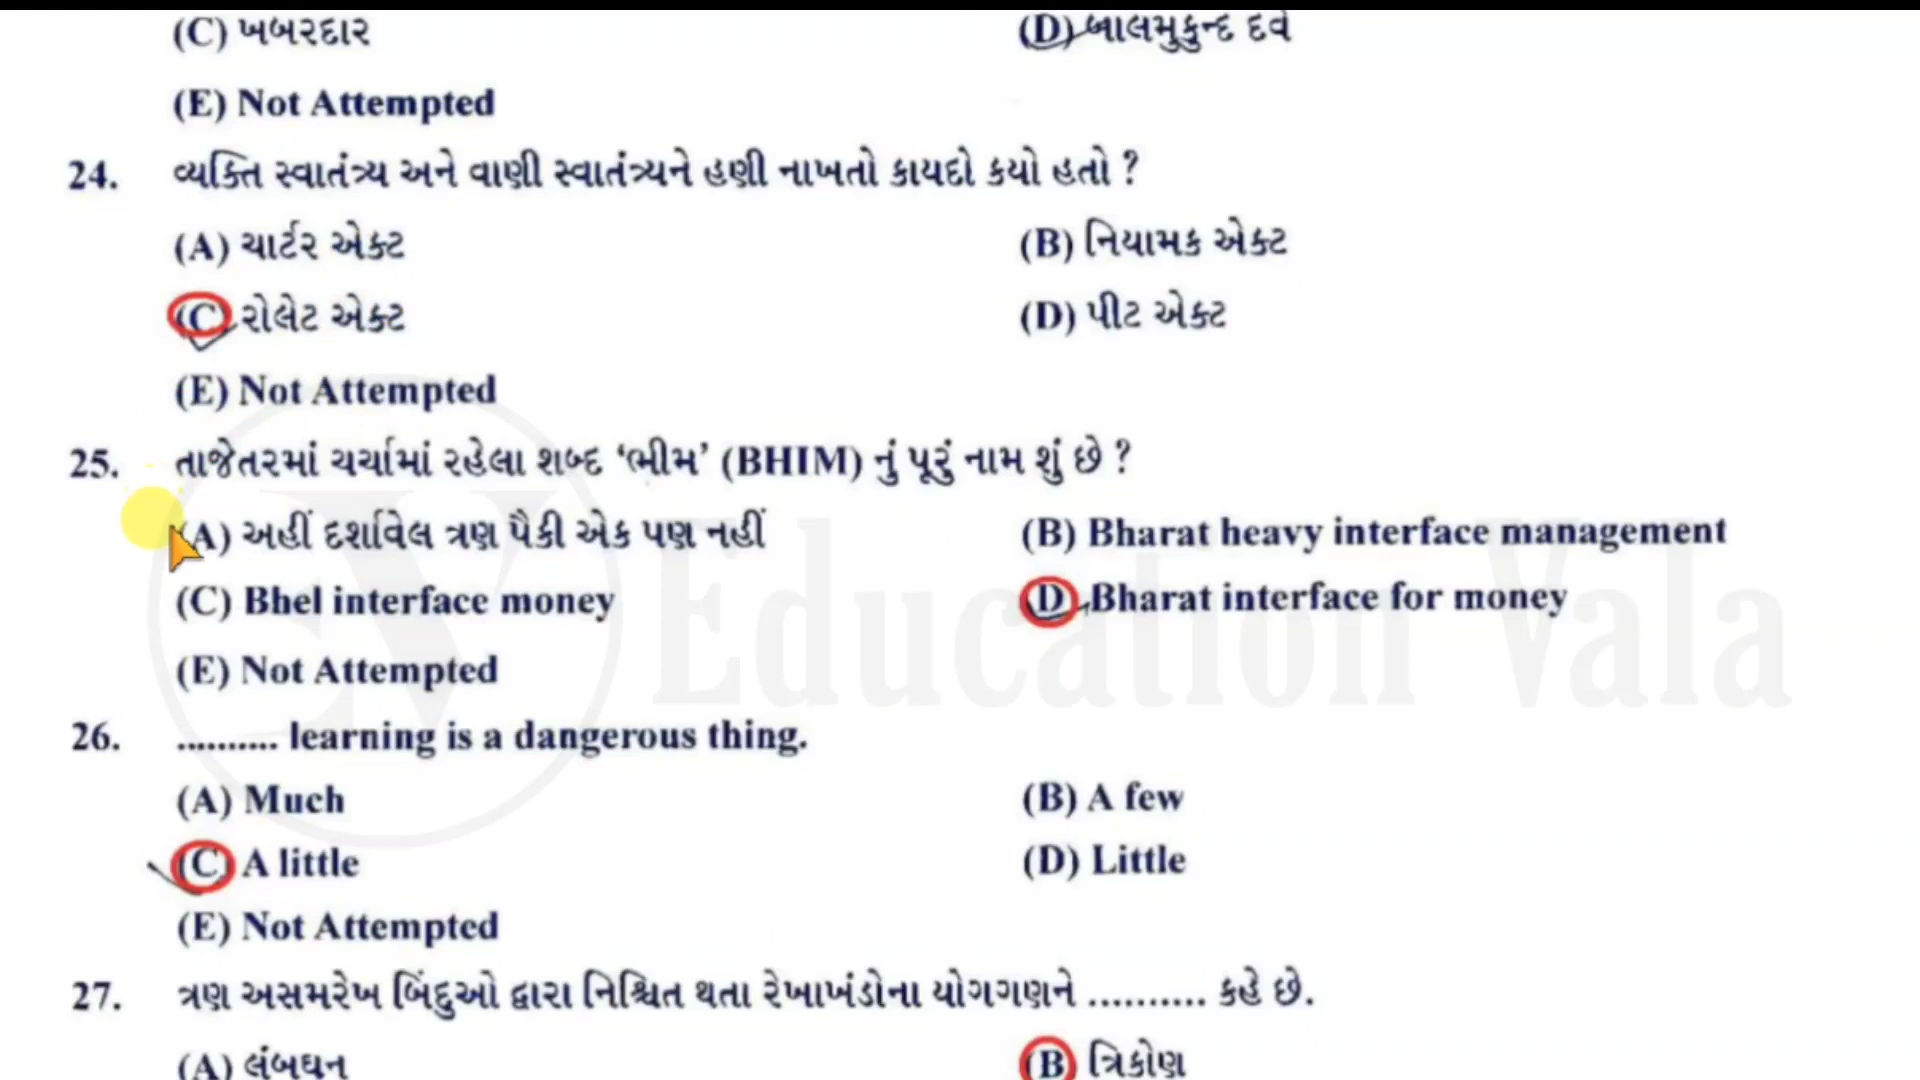 (C) ખબરદાર (D) બાલમુકુન્દ દવે
(E) Not Attempted
24. વ્યક્તિ સ્વાતંત્ર્ય અને વાણી સ્વાતંત્ર્યને હણી નાખતો કાયદો કયો હતો ?
(A) ચાર્ટર એક્ટ (B) નિયામક એક્ટ
(C) રોલેટ એક્ટ (D) પીટ એક્ટ
(E) Not Attempted
25. તાજેતરમાં ચર્ચામાં રહેલા શબ્દ ‘ભીમ’ (BHIM) નું પૂરું નામ શું છે ?
(A) અહીં દર્શાવેલ ત્રણ પૈકી એક પણ નહીં (B) Bharat heavy interface management
(C) Bhel interface money (D) Bharat interface for money
(E) Not Attempted
Education Vala
26. .......... learning is a dangerous thing.
(A) Much (B) A few
(C) A little (D) Little
(E) Not Attempted
27. ત્રણ અસમરેખ બિંદુઓ દ્વારા નિશ્ચિત થતા રેખાખંડોના યોગગણને .......... કહે છે.
(A) લંબઘન (B) ત્રિકોણ